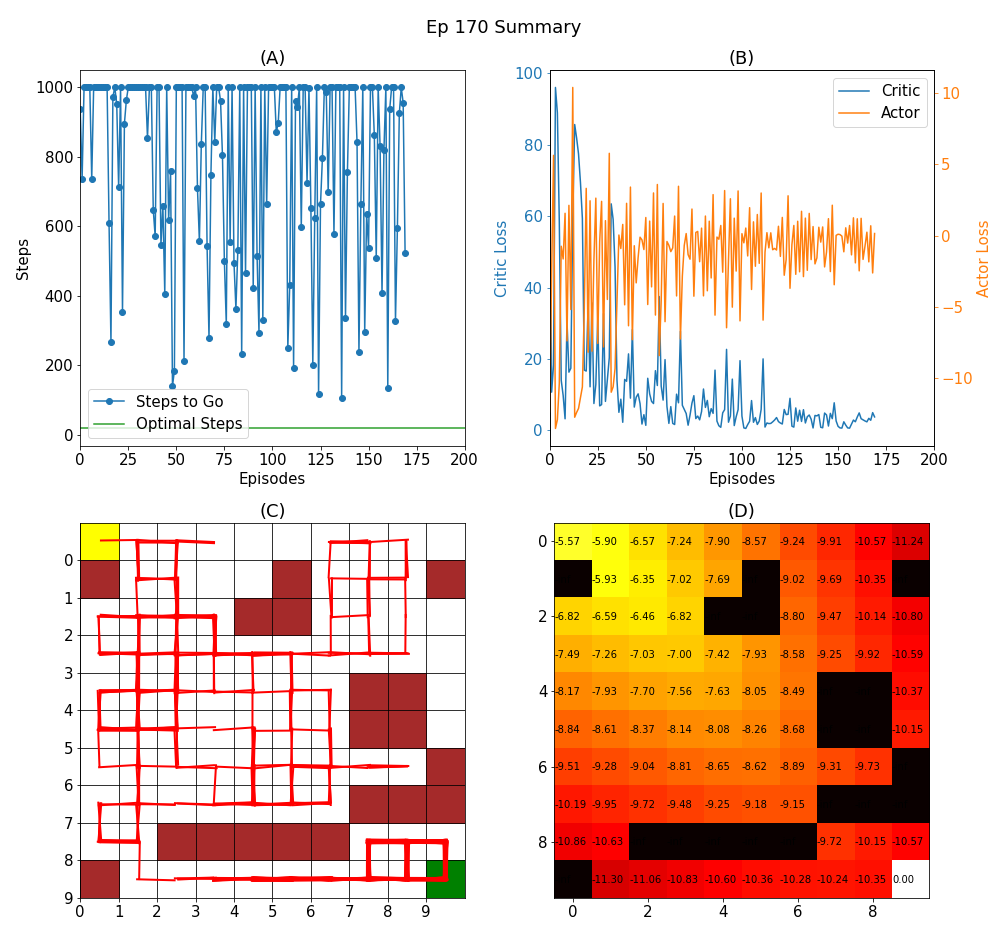 Ep 170 Summary
(A)
1000
800
600
400
200
0
Steps
Steps to Go
Optimal Steps
0 25 50 75 100 125 150 175 200
Episodes
(B)
100
80
60
40
20
0
Critic Loss
Critic
Actor
10
5
0
−5
−10
Actor Loss
0 25 50 75 100 125 150 175 200
Episodes
(C)
0
1
2
3
4
5
6
7
8
9
0 1 2 3 4 5 6 7 8 9
(D)
0 -5.57 -5.90 -6.57 -7.24 -7.90 -8.57 -9.24 -9.91 -10.57 -11.24
-5.93 -6.35 -7.02 -7.69 -9.02 -9.69 -10.35
2 -6.82 -6.59 -6.46 -6.82 -8.80 -9.47 -10.14 -10.80
-7.49 -7.26 -7.03 -7.00 -7.42 -7.93 -8.58 -9.25 -9.92 -10.59
4 -8.17 -7.93 -7.70 -7.56 -7.63 -8.05 -8.49 -10.37
-8.84 -8.61 -8.37 -8.14 -8.08 -8.26 -8.68 -10.15
6 -9.51 -9.28 -9.04 -8.81 -8.65 -8.62 -8.89 -9.31 -9.73
-10.19 -9.95 -9.72 -9.48 -9.25 -9.18 -9.15
8 -10.86 -10.63 -9.72 -10.15 -10.57
-11.30 -11.06 -10.83 -10.60 -10.36 -10.28 -10.24 -10.35 0.00
0 2 4 6 8